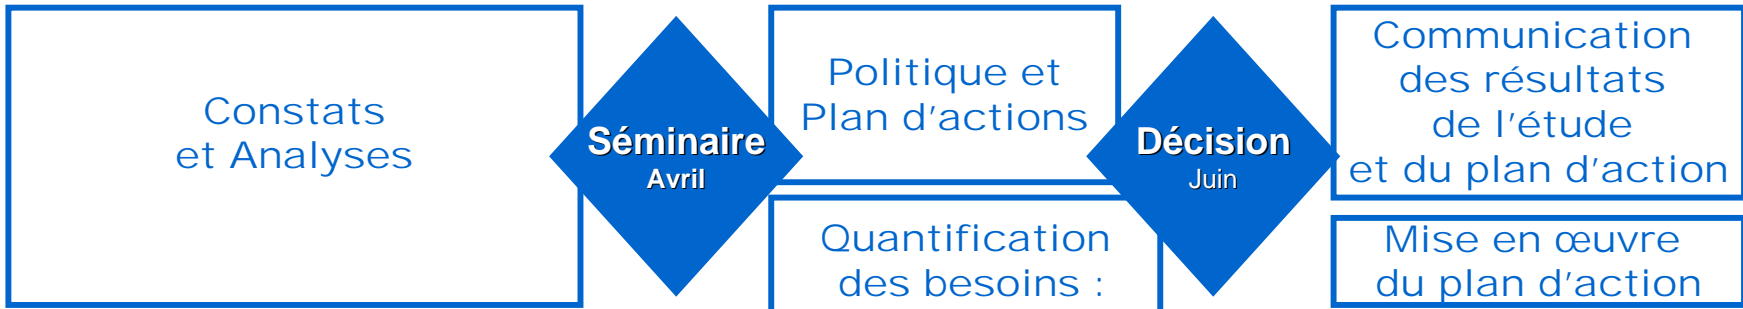 Constats
et Analyses
Séminaire
Avril
Politique et
Plan d'actions
Quantification
des besoins :
Décision
Juin
Communication
des résultats
de l'étude
et du plan d'action
Mise en œuvre
du plan d'action